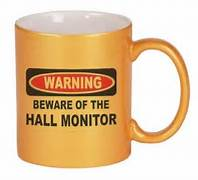 WARNING
BEWARE OF THE
HALL MONITOR